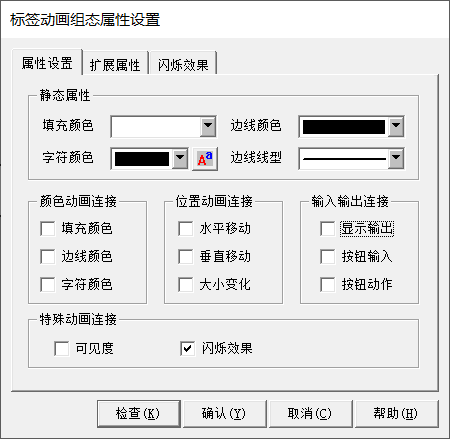 标签动画组态属性设置
属性设置 扩展属性 闪烁效果
静态属性
填充颜色 边线颜色
字符颜色 Aa 边线线型
颜色动画连接 位置动画连接 输入输出连接
填充颜色 水平移动 显示输出
边线颜色 垂直移动 按钮输入
字符颜色 大小变化 按钮动作
特殊动画连接
可见度 闪烁效果
检查(K) 确认(Y) 取消(C) 帮助(H)